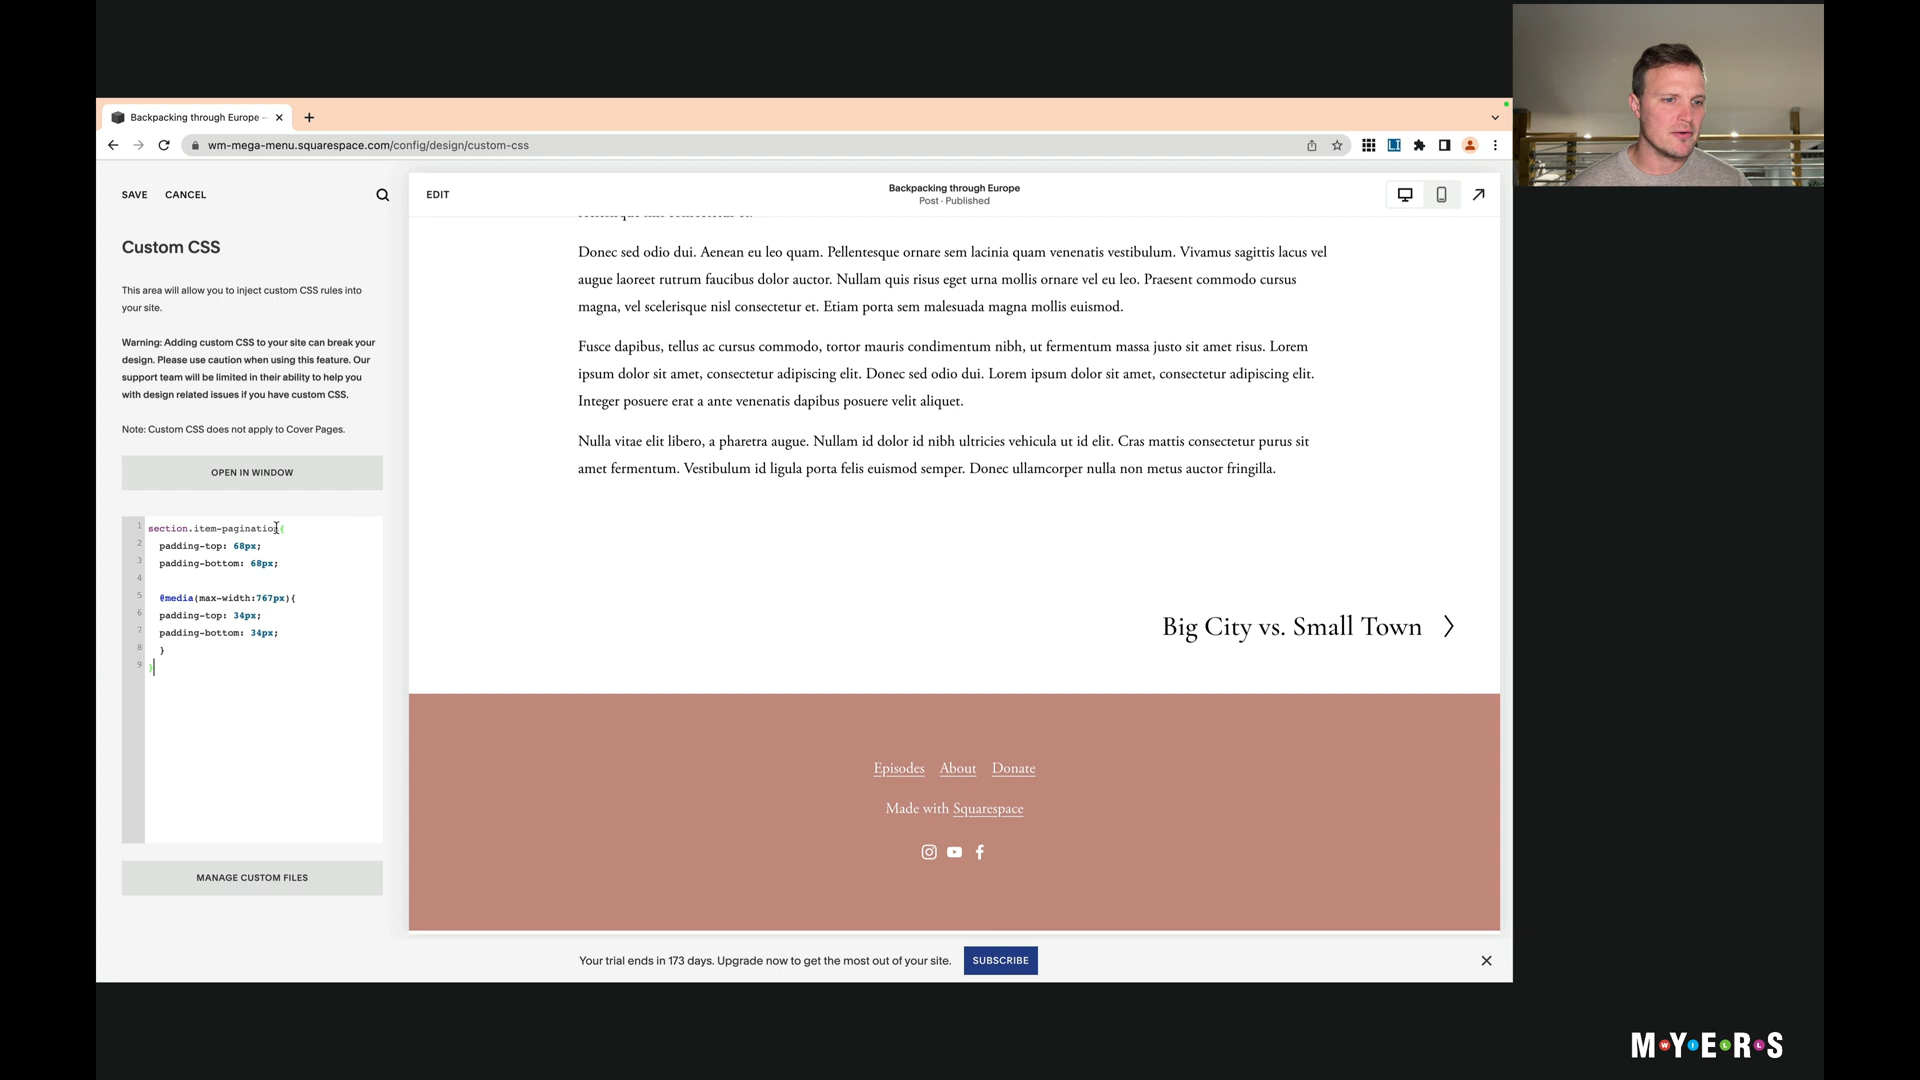 Backpacking through Europe –
wm-mega-menu.squarespace.com/config/design/custom-css
SAVE CANCEL
Custom CSS
This area will allow you to inject custom CSS rules into
your site.
Warning: Adding custom CSS to your site can break your
design. Please use caution when using this feature. Our
support team will be limited in their ability to help you
with design related issues if you have custom CSS.
Note: Custom CSS does not apply to Cover Pages.
OPEN IN WINDOW
1 section.item-pagination{
2 padding-top: 68px;
3 padding-bottom: 68px;
4
5 @media(max-width:767px){
6 padding-top: 34px;
7 padding-bottom: 34px;
8 }
9 }
MANAGE CUSTOM FILES
EDIT
Backpacking through Europe
Post · Published
Donec sed odio dui. Aenean eu leo quam. Pellentesque ornare sem lacinia quam venenatis vestibulum. Vivamus sagittis lacus vel
augue laoreet rutrum faucibus dolor auctor. Nullam quis risus eget urna mollis ornare vel eu leo. Praesent commodo cursus
magna, vel scelerisque nisl consectetur et. Etiam porta sem malesuada magna mollis euismod.
Fusce dapibus, tellus ac cursus commodo, tortor mauris condimentum nibh, ut fermentum massa justo sit amet risus. Lorem
ipsum dolor sit amet, consectetur adipiscing elit. Donec sed odio dui. Lorem ipsum dolor sit amet, consectetur adipiscing elit.
Integer posuere erat a ante venenatis dapibus posuere velit aliquet.
Nulla vitae elit libero, a pharetra augue. Nullam id dolor id nibh ultricies vehicula ut id elit. Cras mattis consectetur purus sit
amet fermentum. Vestibulum id ligula porta felis euismod semper. Donec ullamcorper nulla non metus auctor fringilla.
Big City vs. Small Town
Episodes About Donate
Made with Squarespace
Your trial ends in 173 days. Upgrade now to get the most out of your site. SUBSCRIBE
MYERS